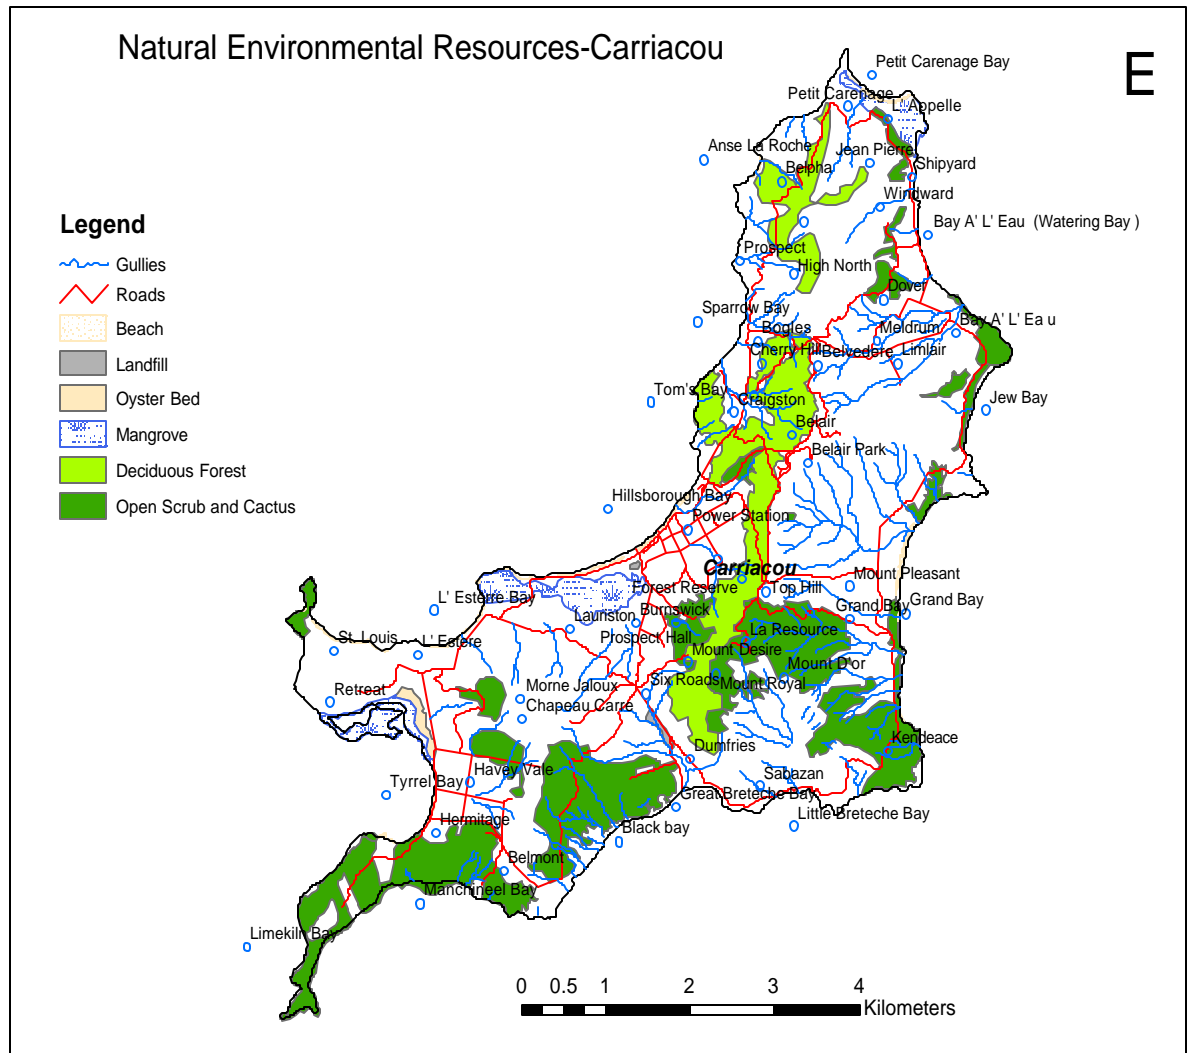 Natural Environmental Resources-Carriacou
E
Petit Carenage Bay
Petit Carenage
L' Appelle
Anse La Roche
Jean Pierre
Belpha
Shipyard
Windward
Bay A' L' Eau (Watering Bay )
Prospect
High North
Dover
Sparrow Bay
Bogles
Meldrum
Bay A' L' Ea u
Cherry Hill
Belvedere
Limlair
Tom's Bay
Craigston
Jew Bay
Belair
Belair Park
Hillsborough Bay
Power Station
Carriacou
Mount Pleasant
Forest Reserve
Top Hill
L' Esterre Bay
Burnswick
Grand Bay
Grand Bay
Lauriston
La Resource
St. Louis
L' Estere
Prospect Hall
Mount Desire
Mount D'or
Retreat
Morne Jaloux
Six Roads
Mount Royal
Chapeau Carre
Dumfries
Kendeace
Tyrrel Bay
Havey Vale
Sabazan
Great Breteche Bay
Little Breteche Bay
Hermitage
Black bay
Belmont
Manchineel Bay
Limekiln Bay
Legend
Gullies
Roads
Beach
Landfill
Oyster Bed
Mangrove
Deciduous Forest
Open Scrub and Cactus
0 0.5 1 2 3 4
Kilometers